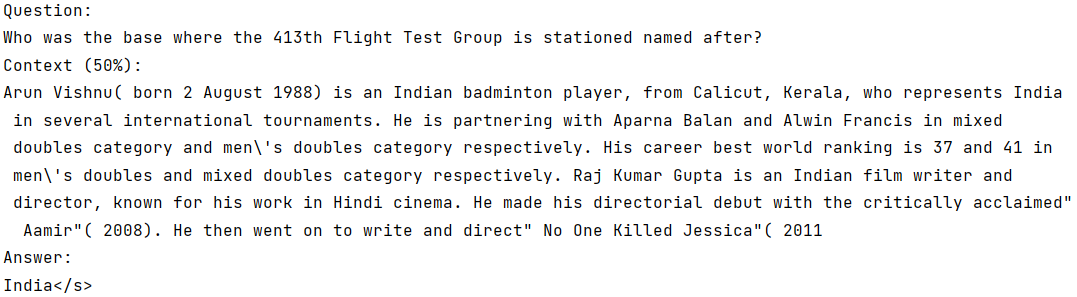 Question:
Who was the base where the 413th Flight Test Group is stationed named after?
Context (50%):
Arun Vishnu( born 2 August 1988) is an Indian badminton player, from Calicut, Kerala, who represents India
in several international tournaments. He is partnering with Aparna Balan and Alwin Francis in mixed
doubles category and men\'s doubles category respectively. His career best world ranking is 37 and 41 in
men\'s doubles and mixed doubles category respectively. Raj Kumar Gupta is an Indian film writer and
director, known for his work in Hindi cinema. He made his directorial debut with the critically acclaimed"
Aamir"( 2008). He then went on to write and direct" No One Killed Jessica"( 2011
Answer:
India</s>